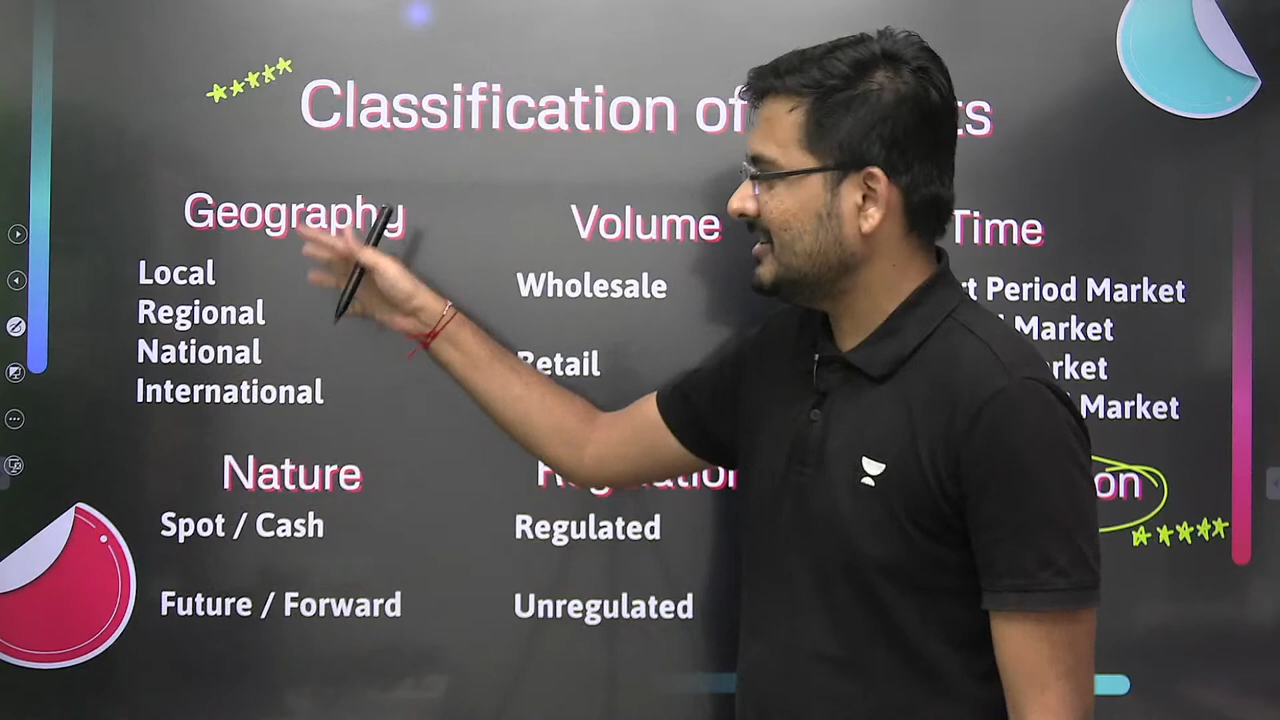 Classification of
Geography
Local
Regional
National
International
Volume
Wholesale
Retail
Time
Period Market
Market
Market
Nature
Spot / Cash
Future / Forward
Regulated
Unregulated